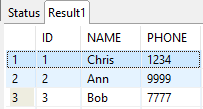 Status Result1
ID NAME PHONE
1 1 Chris 1234
2 2 Ann 9999
3 3 Bob 7777